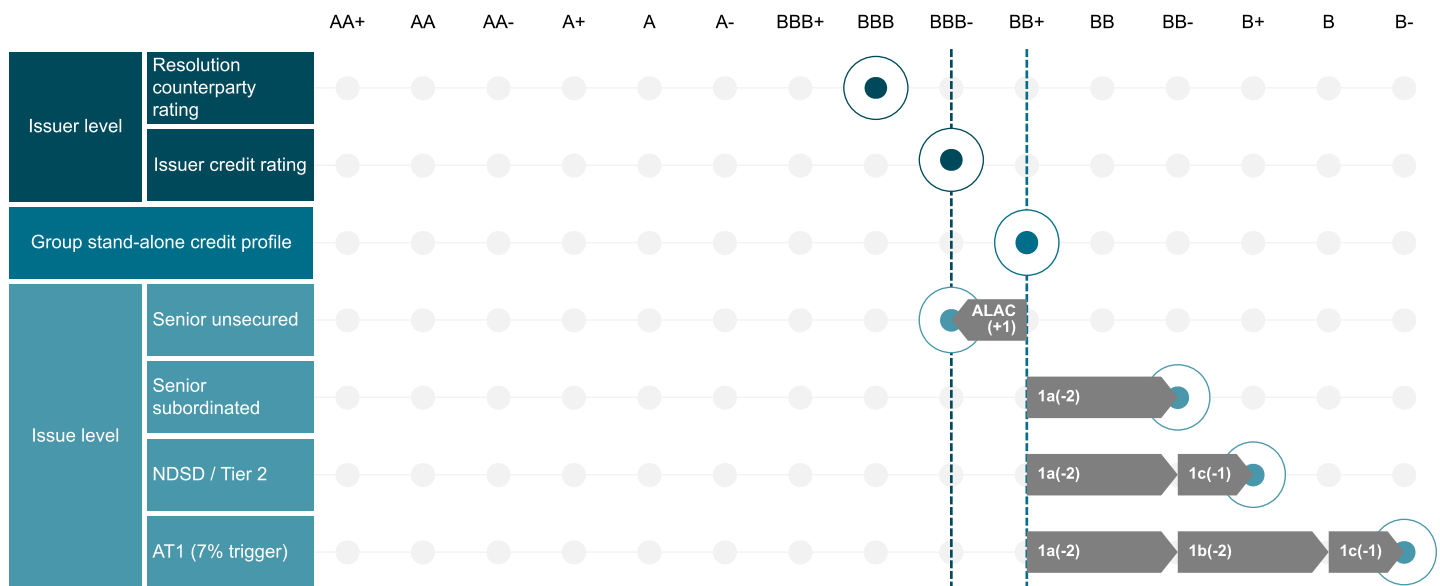 AA+ AA AA- A+ A A- BBB+ BBB BBB- BB+ BB BB- B+ B B-
Issuer level
Resolution
counterparty
rating
Issuer credit rating
Group stand-alone credit profile
Issue level
Senior unsecured
ALAC
(+1)
Senior
subordinated
1a(-2)
NDSD / Tier 2
1a(-2) 1c(-1)
AT1 (7% trigger)
1a(-2) 1b(-2) 1c(-1)